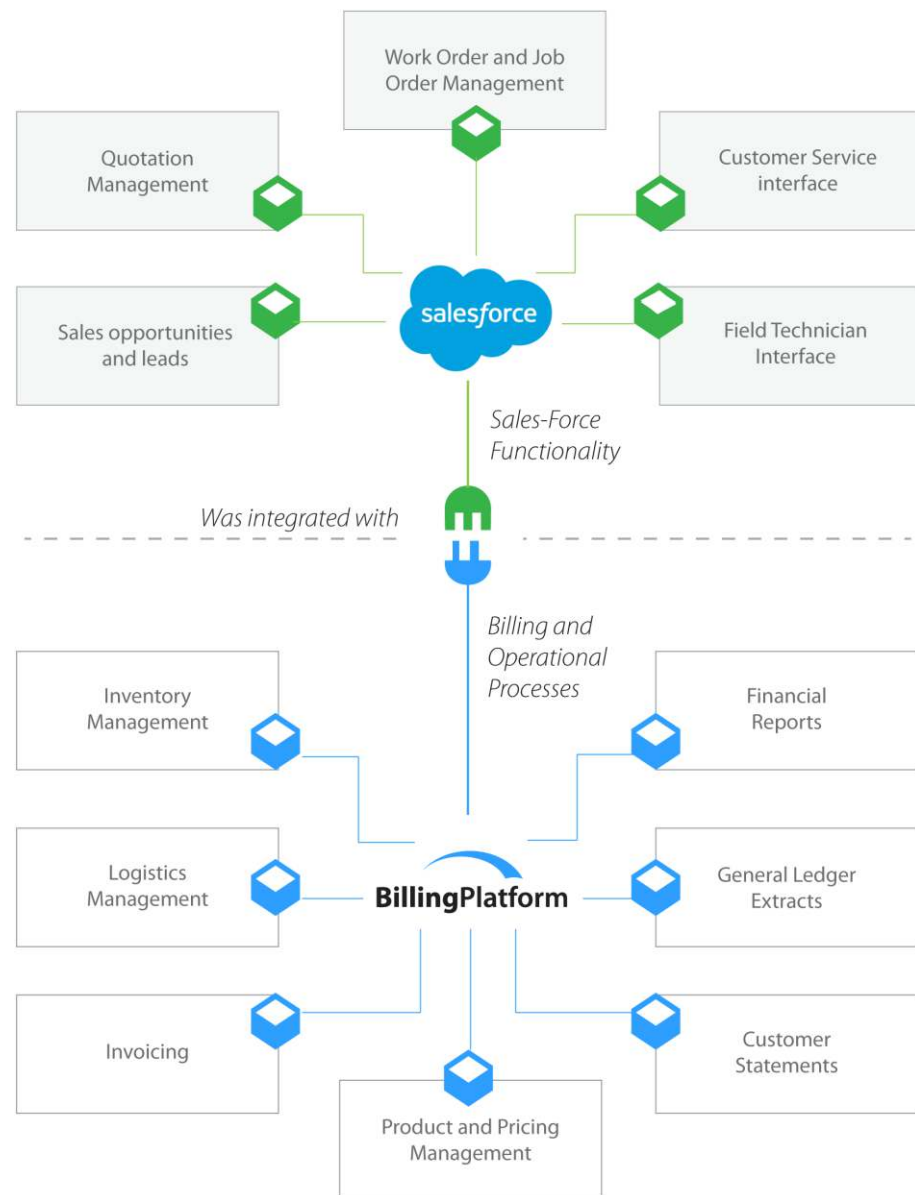 Work Order and Job
Order Management
Quotation
Management
Customer Service
interface
Sales opportunities
and leads
salesforce
Field Technician
Interface
Sales-Force
Functionality
Was integrated with
Billing and
Operational
Processes
Inventory
Management
Financial
Reports
Logistics
Management
BillingPlatform
General Ledger
Extracts
Invoicing
Customer
Statements
Product and Pricing
Management